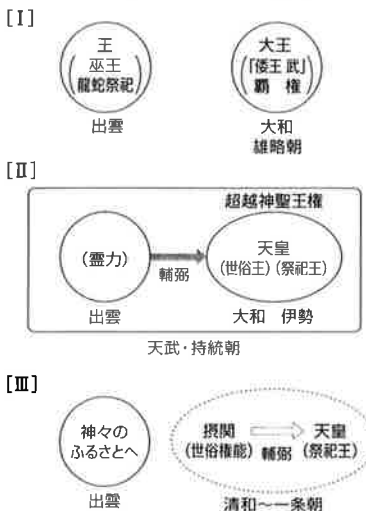 [Ⅰ]
王
(巫王
龍蛇祭祀)
出雲
大王
(「倭王 武」
覇 権)
大和
雄略朝
[Ⅱ]
超越神聖王権
(霊力)
輔弼
天皇
(世俗王)(祭祀王)
出雲
大和 伊勢
天武・持統朝
[Ⅲ]
神々の
ふるさとへ
出雲
摂関
(世俗権能)
輔弼
天皇
(祭祀王)
清和~一条朝